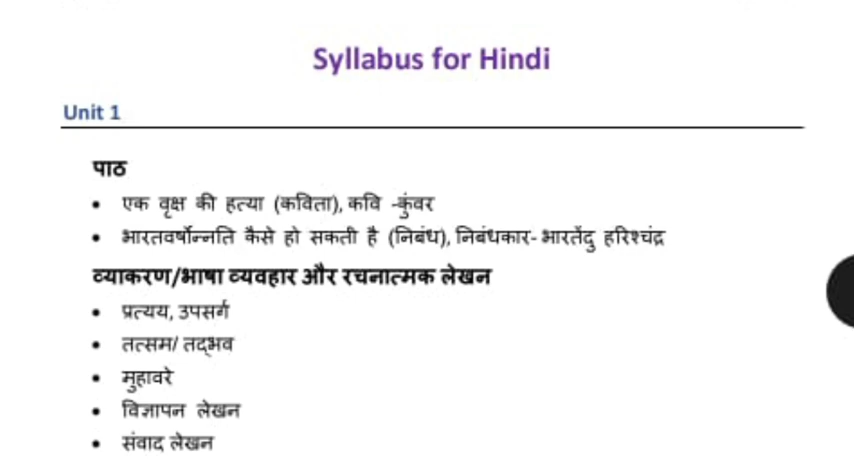 Syllabus for Hindi
Unit 1
पाठ
• एक वृक्ष की हत्या (कविता), कवि -कुंवर
• भारतवर्षोन्नति कैसे हो सकती है (निबंध), निबंधकार- भारतेंदु हरिश्चंद्र
व्याकरण/भाषा व्यवहार और रचनात्मक लेखन
• प्रत्यय, उपसर्ग
• तत्सम/ तद्भव
• मुहावरे
• विज्ञापन लेखन
• संवाद लेखन